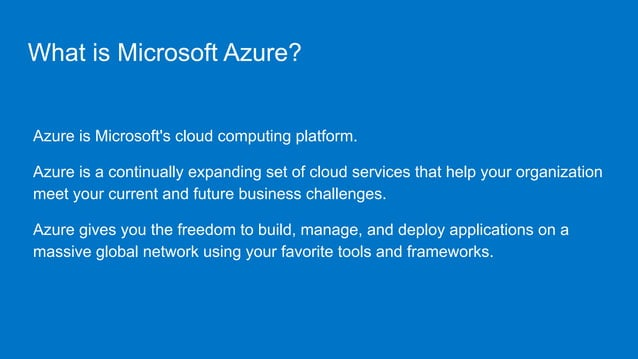 What is Microsoft Azure?
Azure is Microsoft's cloud computing platform.
Azure is a continually expanding set of cloud services that help your organization
meet your current and future business challenges.
Azure gives you the freedom to build, manage, and deploy applications on a
massive global network using your favorite tools and frameworks.